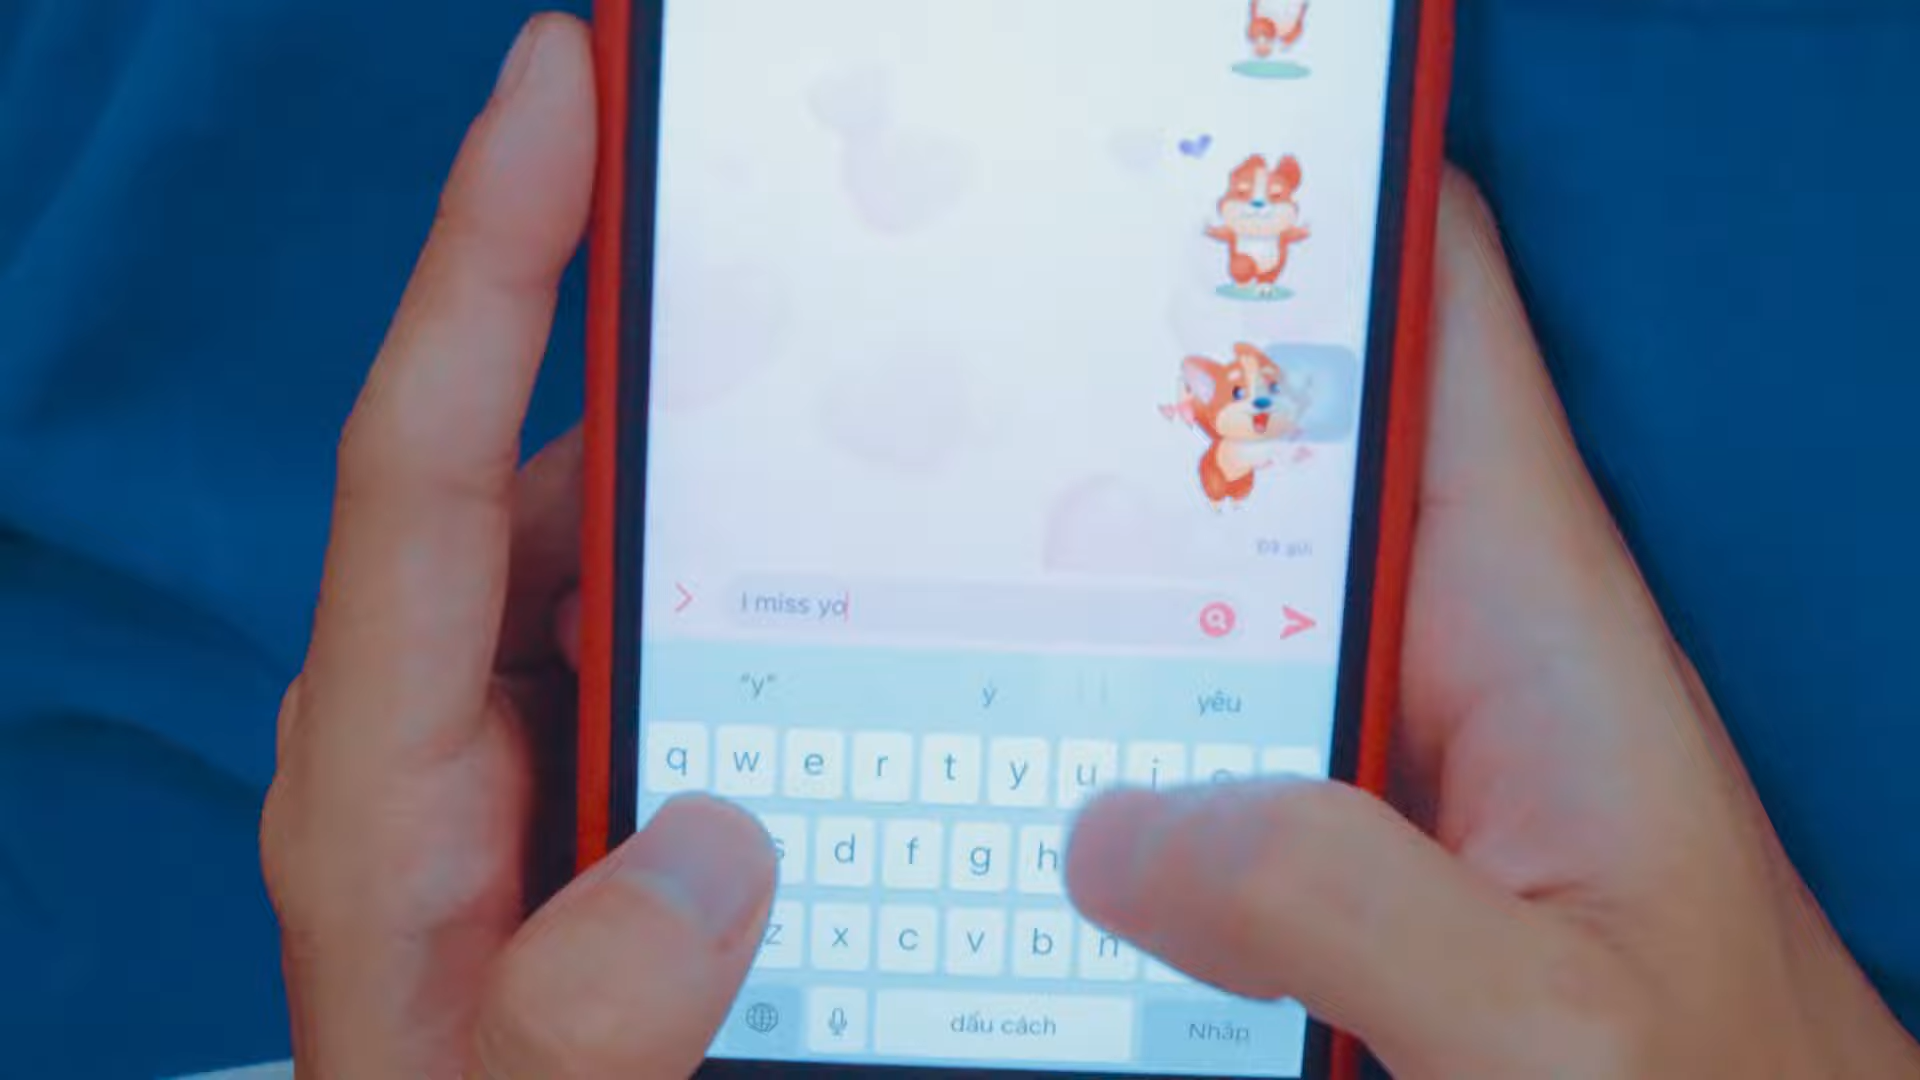 Đã gửi
I miss yo
"y" ý yêu
q w e r t y u i o
s d f g h
z x c v b n
dấu cách Nhập